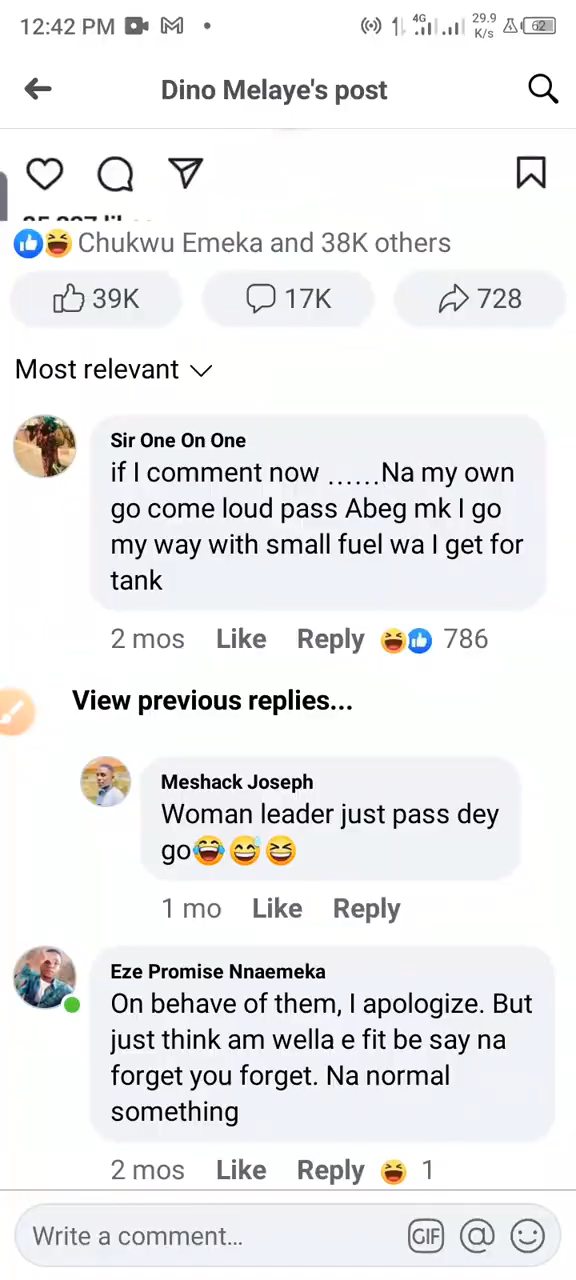 12:42 PM
4G
29.9
K/s
62
Dino Melaye's post
Chukwu Emeka and 38K others
39K
17K
728
Most relevant
Sir One On One
if I comment now ......Na my own
go come loud pass Abeg mk I go
my way with small fuel wa I get for
tank
2 mos Like Reply 786
View previous replies...
Meshack Joseph
Woman leader just pass dey
go😂😅😆
1 mo Like Reply
Eze Promise Nnaemeka
On behave of them, I apologize. But
just think am wella e fit be say na
forget you forget. Na normal
something
2 mos Like Reply 1
Write a comment...
GIF